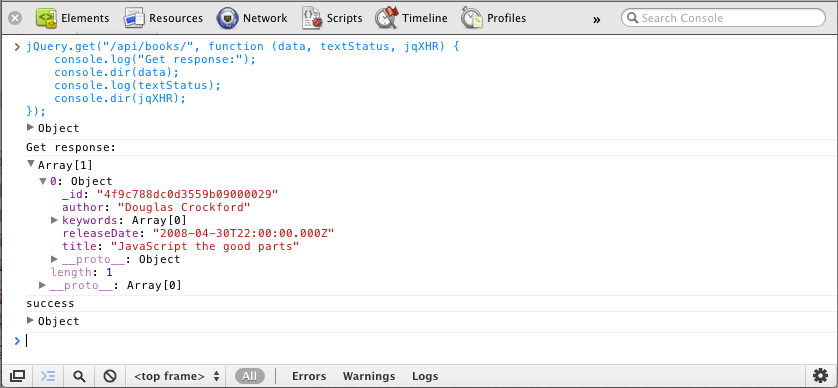 Elements Resources Network Scripts Timeline Profiles » Search Console
> jQuery.get("/api/books/", function (data, textStatus, jqXHR) {
console.log("Get response:");
console.dir(data);
console.log(textStatus);
console.dir(jqXHR);
});
▶ Object
Get response:
▼ Array[1]
▼ 0: Object
_id: "4f9c788dc0d3559b09000029"
author: "Douglas Crockford"
▶ keywords: Array[0]
releaseDate: "2008-04-30T22:00:00.000Z"
title: "JavaScript the good parts"
▶ __proto__: Object
length: 1
▶ __proto__: Array[0]
success
▶ Object
>
<top frame> All Errors Warnings Logs